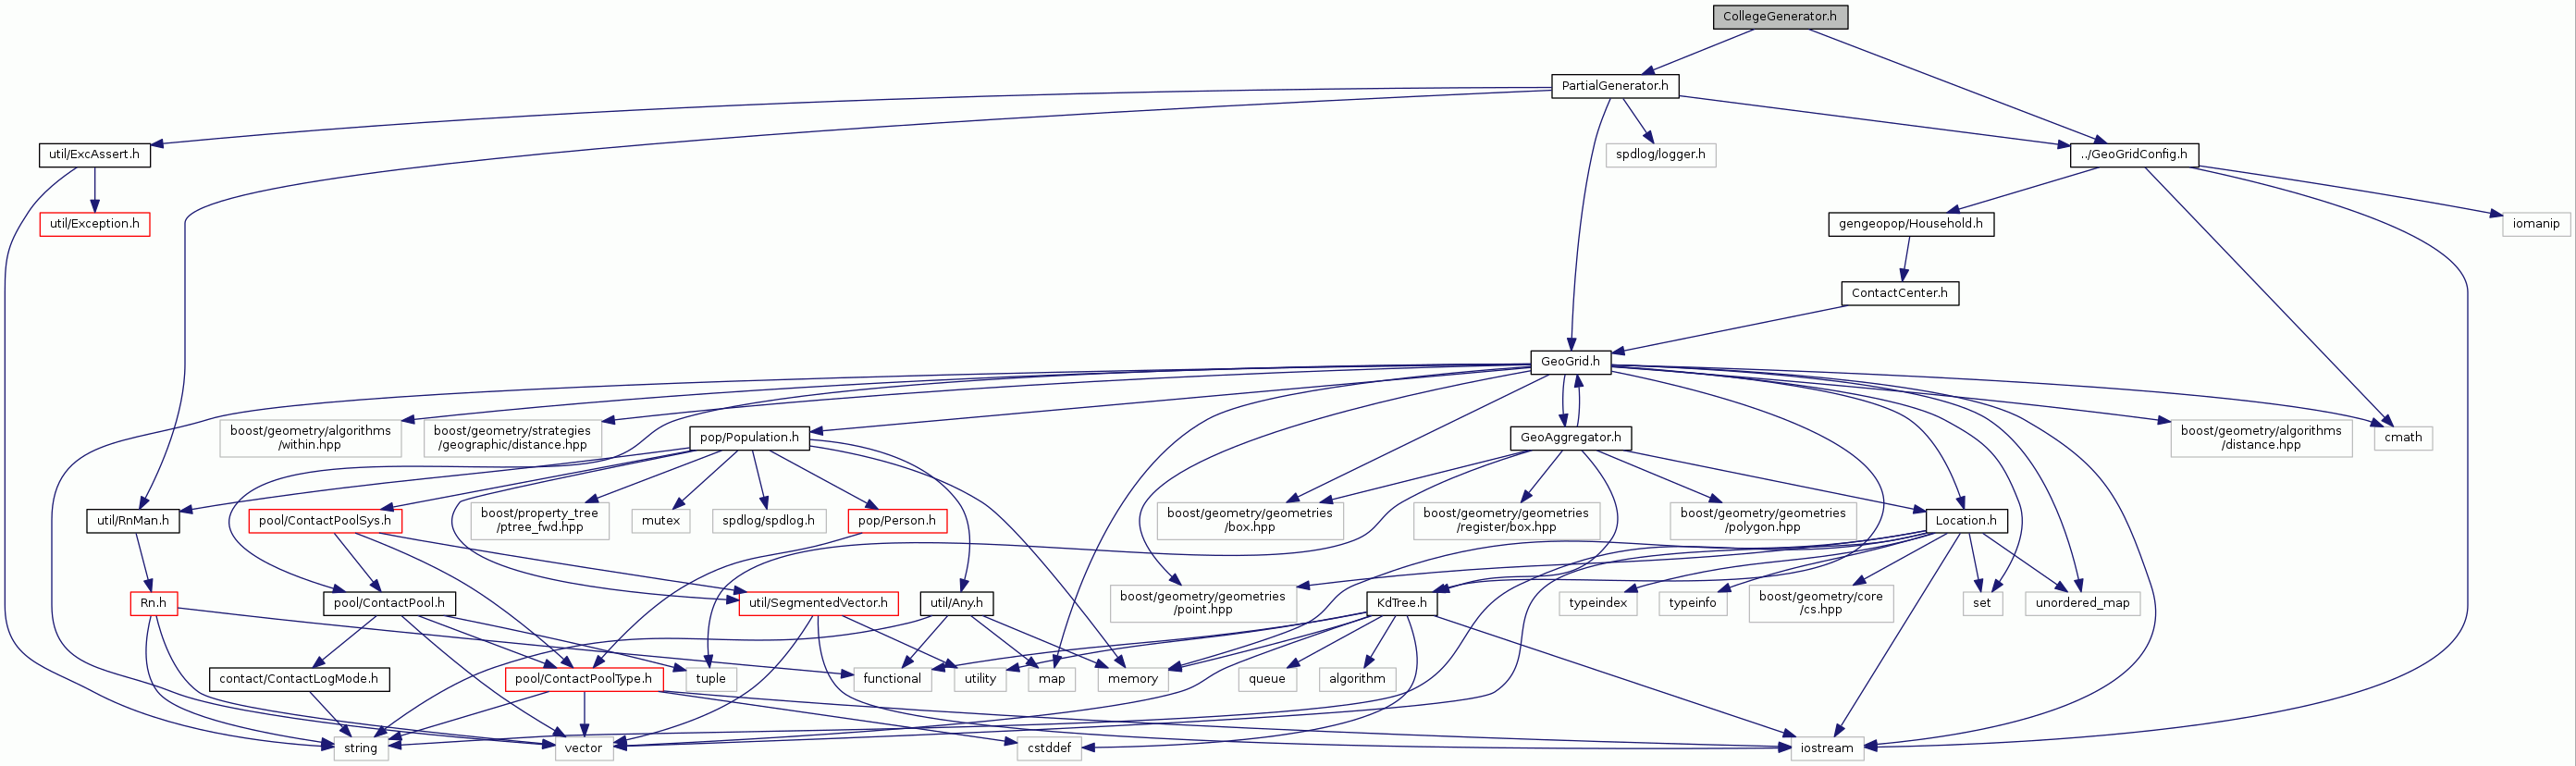 CollegeGenerator.h
PartialGenerator.h
util/ExcAssert.h
spdlog/logger.h
../GeoGridConfig.h
util/Exception.h
gengeopop/Household.h
iomanip
ContactCenter.h
GeoGrid.h
boost/geometry/algorithms
/within.hpp
boost/geometry/strategies
/geographic/distance.hpp
pop/Population.h
GeoAggregator.h
boost/geometry/algorithms
/distance.hpp
cmath
util/RnMan.h
pool/ContactPoolSys.h
boost/property_tree
/ptree_fwd.hpp
mutex
spdlog/spdlog.h
pop/Person.h
boost/geometry/geometries
/box.hpp
boost/geometry/geometries
/register/box.hpp
boost/geometry/geometries
/polygon.hpp
Location.h
Rn.h
pool/ContactPool.h
util/SegmentedVector.h
util/Any.h
boost/geometry/geometries
/point.hpp
KdTree.h
typeindex
typeinfo
boost/geometry/core
/cs.hpp
set
unordered_map
contact/ContactLogMode.h
pool/ContactPoolType.h
tuple
functional
utility
map
memory
queue
algorithm
string
vector
cstddef
iostream